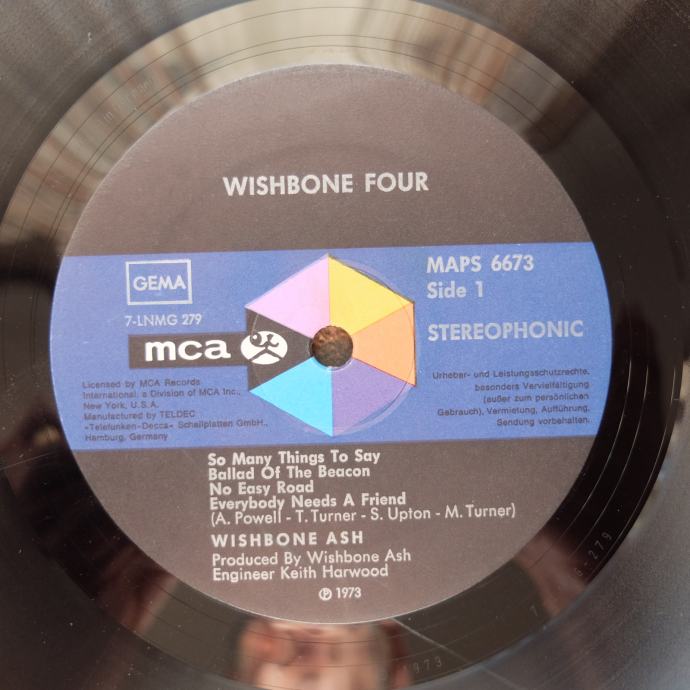 WISHBONE FOUR
GEMA
7-LNMG 279
mca
MAPS 6673
Side 1
STEREOPHONIC
Licensed by MCA Records
International, a Division of MCA Inc.,
New York, U.S.A.
Manufactured by TELDEC
»Telefunken-Decca« Schallplatten GmbH.,
Hamburg, Germany
Urheber- und Leistungsschutzrechte,
besonders Vervielfältigung
(außer zum persönlichen
Gebrauch), Vermietung, Aufführung,
Sendung vorbehalten.
So Many Things To Say
Ballad Of The Beacon
No Easy Road
Everybody Needs A Friend
(A. Powell - T. Turner - S. Upton - M. Turner)
WISHBONE ASH
Produced By Wishbone Ash
Engineer Keith Harwood
℗ 1973